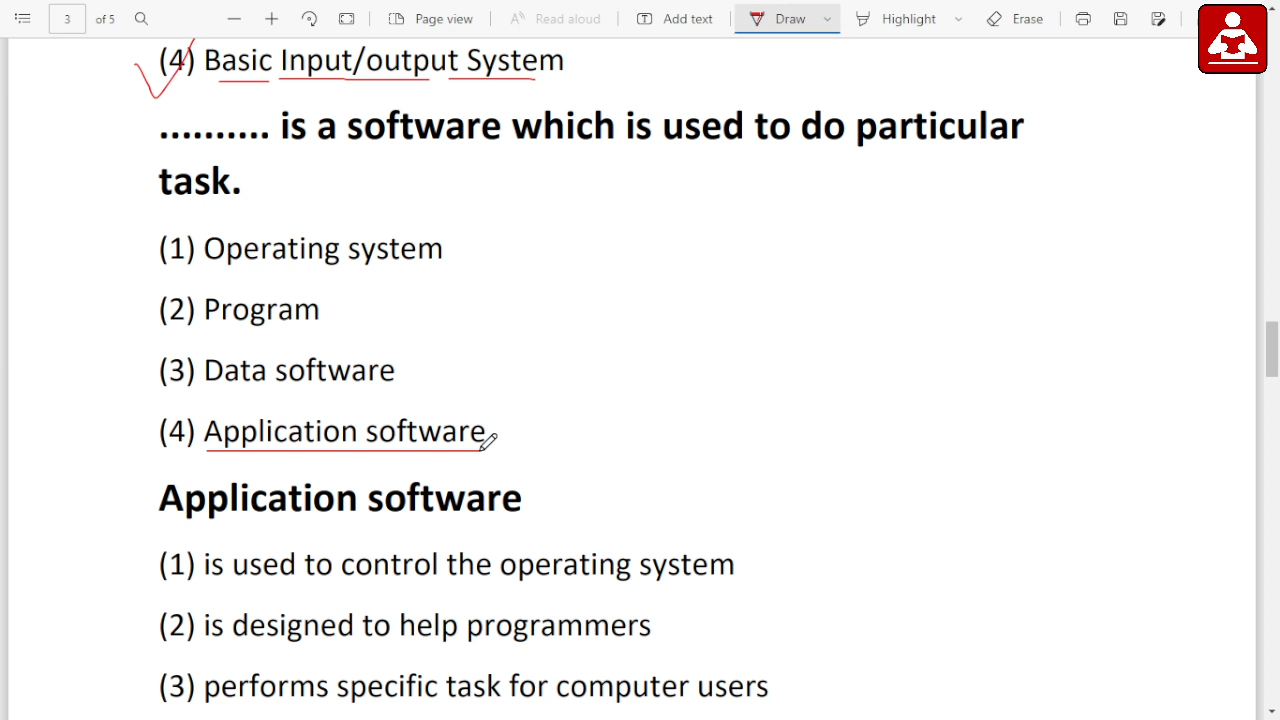 3 of 5 Page view Read aloud Add text Draw Highlight Erase
(4) Basic Input/output System
.......... is a software which is used to do particular
task.
(1) Operating system
(2) Program
(3) Data software
(4) Application software
Application software
(1) is used to control the operating system
(2) is designed to help programmers
(3) performs specific task for computer users